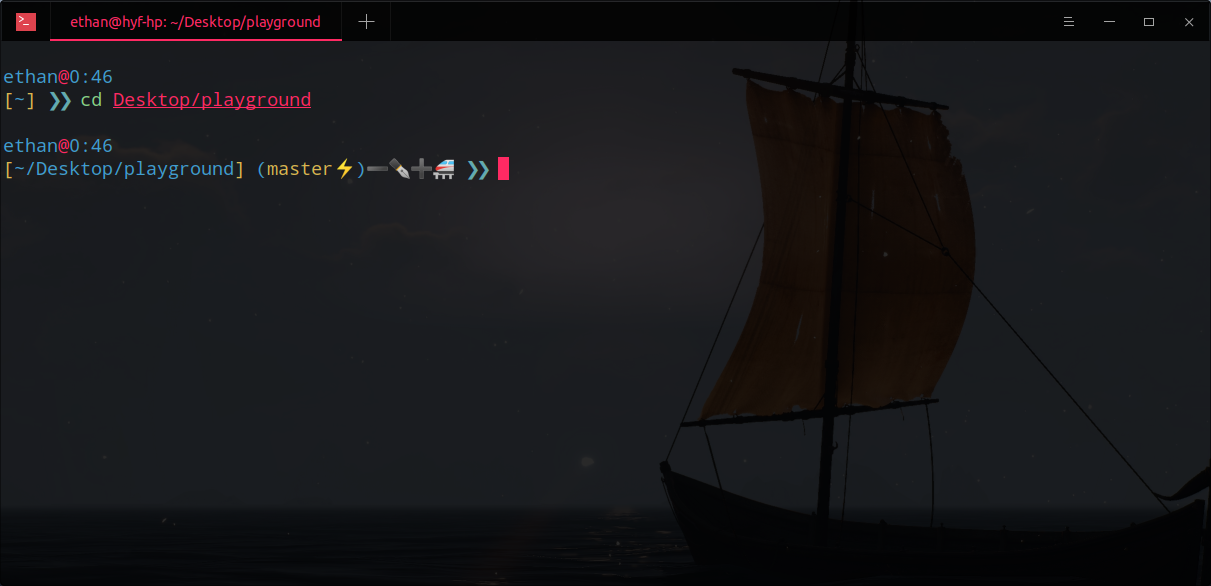 ethan@hyf-hp: ~/Desktop/playground
ethan@0:46
[~] ❯❯ cd Desktop/playground
ethan@0:46
[~/Desktop/playground] (master⚡)➖✒➕🚝 ❯❯